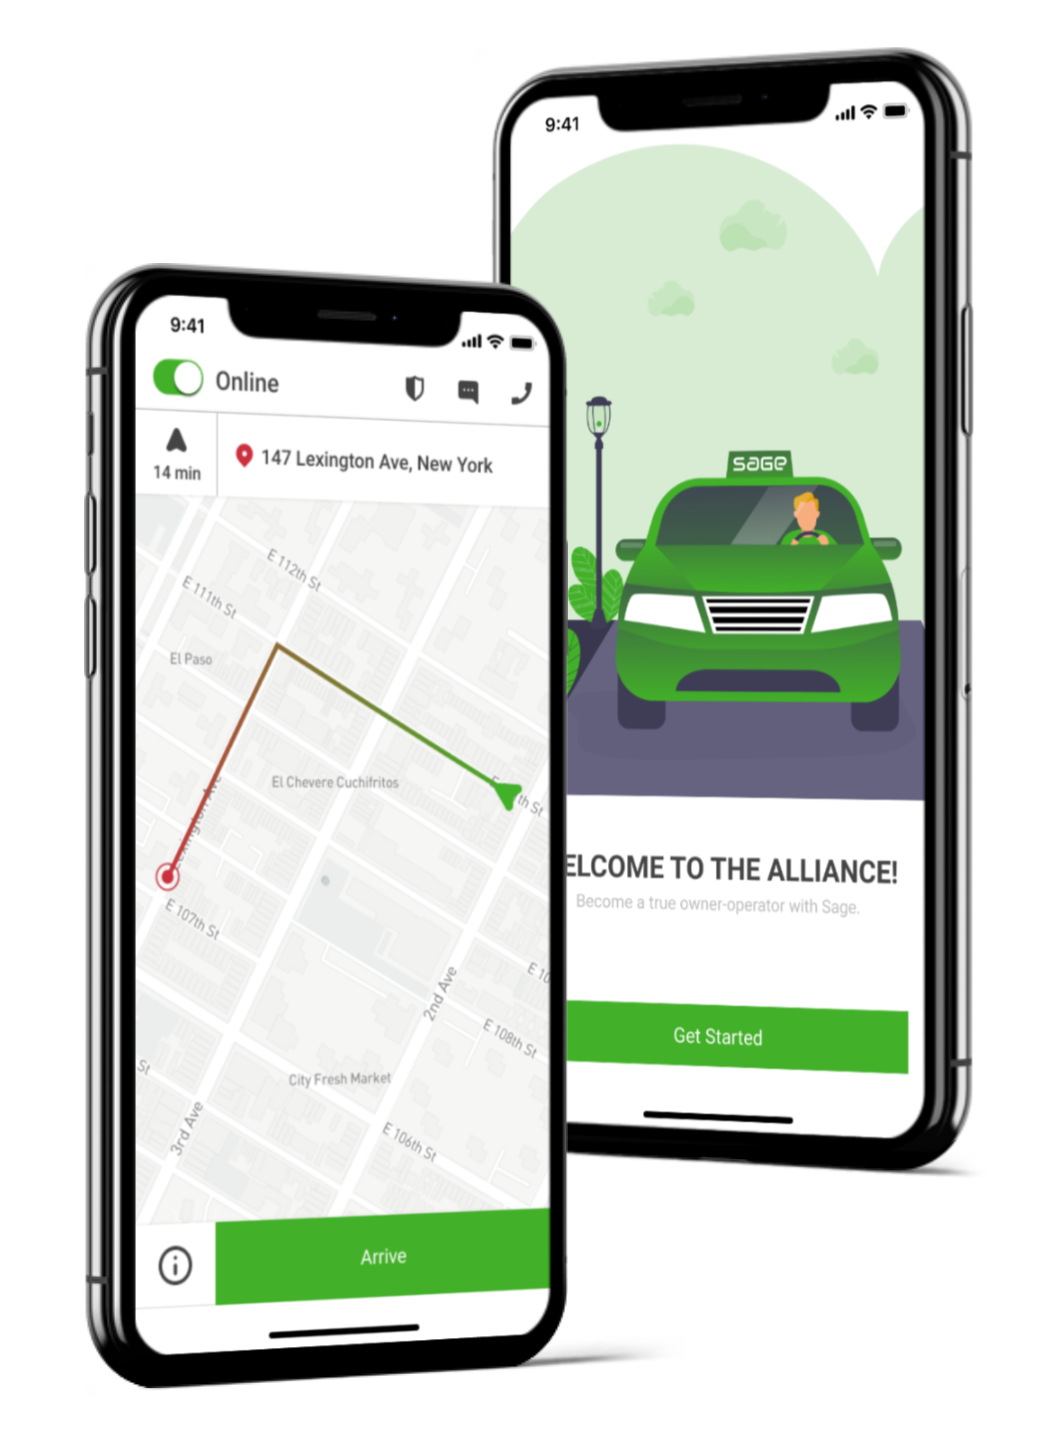 9:41
Online
14 min
147 Lexington Ave, New York
E 112th St
E 111th St
El Paso
El Chevere Cuchifritos
th St
Lexington Ave
E 107th St
E 10
2nd Ave
E 108th St
St
City Fresh Market
3rd Ave
E 106th St
Arrive
9:41
SAGE
ELCOME TO THE ALLIANCE!
Become a true owner-operator with Sage.
Get Started